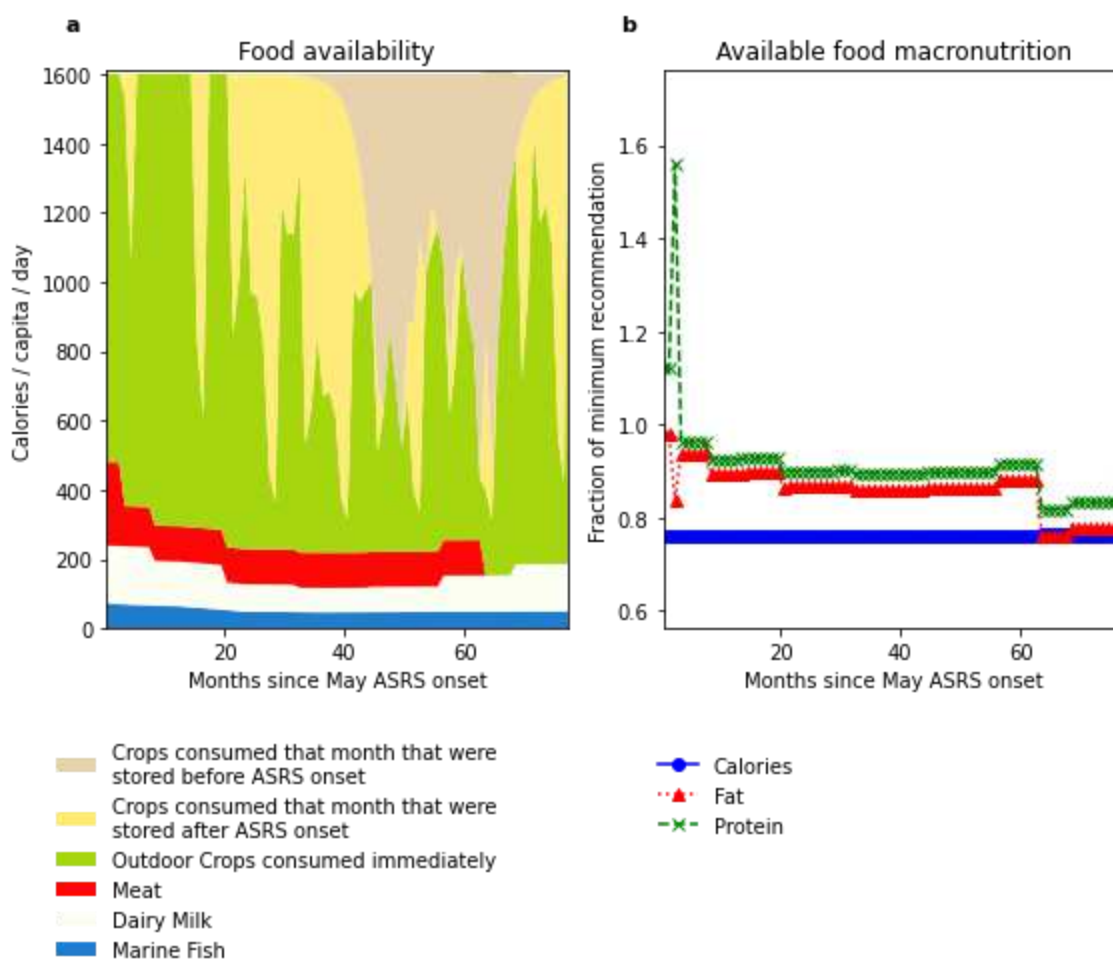 a
Food availability
1600
1400
1200
1000
800
600
400
200
0
Calories / capita / day
20
40
60
Months since May ASRS onset
Crops consumed that month that were
stored before ASRS onset
Crops consumed that month that were
stored after ASRS onset
Outdoor Crops consumed immediately
Meat
Dairy Milk
Marine Fish
b
Available food macronutrition
1.6
1.4
1.2
1.0
0.8
0.6
Fraction of minimum recommendation
20
40
60
Months since May ASRS onset
Calories
Fat
Protein